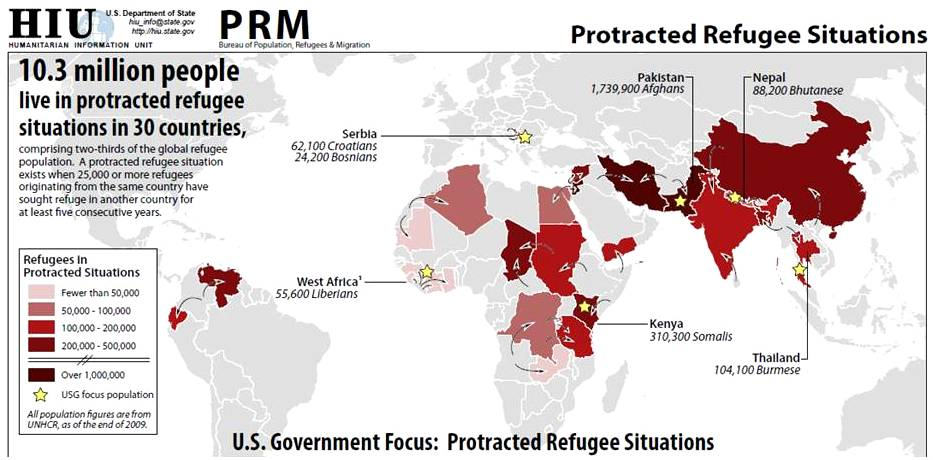 HIU
U.S. Department of State
hiu_info@state.gov
http://hiu.state.gov
HUMANITARIAN INFORMATION UNIT
PRM
Bureau of Population, Refugees & Migration
Protracted Refugee Situations
10.3 million people
live in protracted refugee
situations in 30 countries,
comprising two-thirds of the global refugee
population. A protracted refugee situation
exists when 25,000 or more refugees
originating from the same country have
sought refuge in another country for
at least five consecutive years.
Pakistan
1,739,900 Afghans
Nepal
88,200 Bhutanese
Serbia
62,100 Croatians
24,200 Bosnians
West Africa¹
55,600 Liberians
Kenya
310,300 Somalis
Thailand
104,100 Burmese
Refugees in
Protracted Situations
Fewer than 50,000
50,000 - 100,000
100,000 - 200,000
200,000 - 500,000
Over 1,000,000
USG focus population
All population figures are from
UNHCR, as of the end of 2009.
U.S. Government Focus: Protracted Refugee Situations